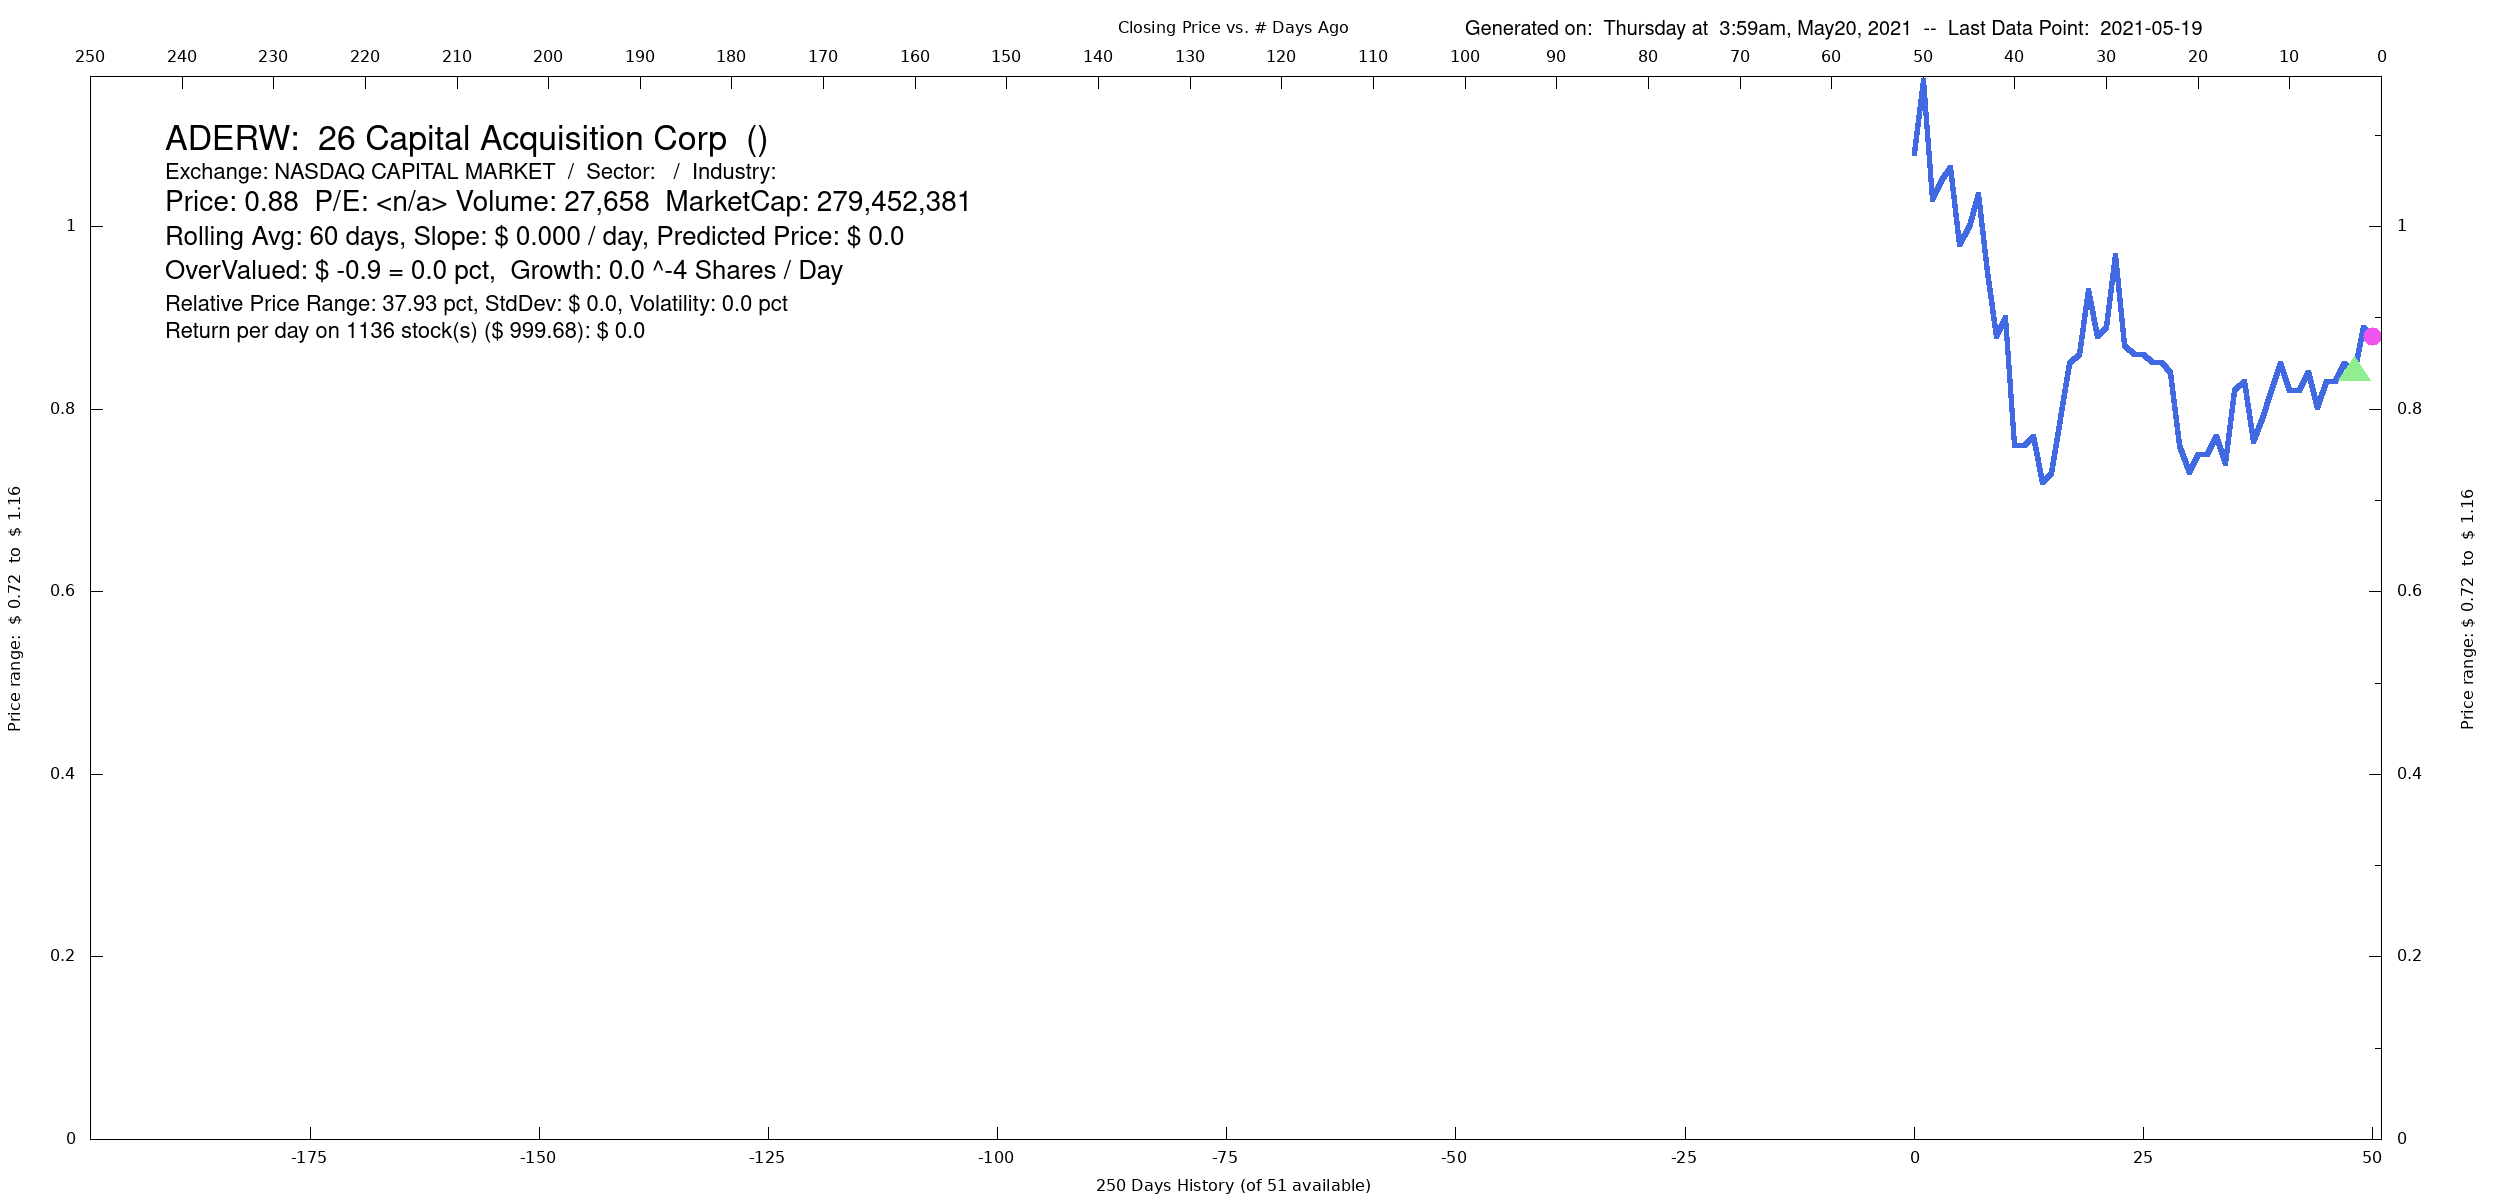 Closing Price vs. # Days Ago
Generated on:  Thursday at  3:59am, May20, 2021  --  Last Data Point:  2021-05-19
250 240 230 220 210 200 190 180 170 160 150 140 130 120 110 100 90 80 70 60 50 40 30 20 10 0
ADERW:  26 Capital Acquisition Corp  ()
Exchange: NASDAQ CAPITAL MARKET  /  Sector:   /  Industry:
Price: 0.88  P/E: <n/a> Volume: 27,658  MarketCap: 279,452,381
Rolling Avg: 60 days, Slope: $ 0.000 / day, Predicted Price: $ 0.0
OverValued: $ -0.9 = 0.0 pct,  Growth: 0.0 ^-4 Shares / Day
Relative Price Range: 37.93 pct, StdDev: $ 0.0, Volatility: 0.0 pct
Return per day on 1136 stock(s) ($ 999.68): $ 0.0
1 1
0.8 0.8
0.6 0.6
0.4 0.4
0.2 0.2
0 0
Price range:  $ 0.72  to  $ 1.16
Price range: $ 0.72  to  $ 1.16
-175 -150 -125 -100 -75 -50 -25 0 25 50
250 Days History (of 51 available)